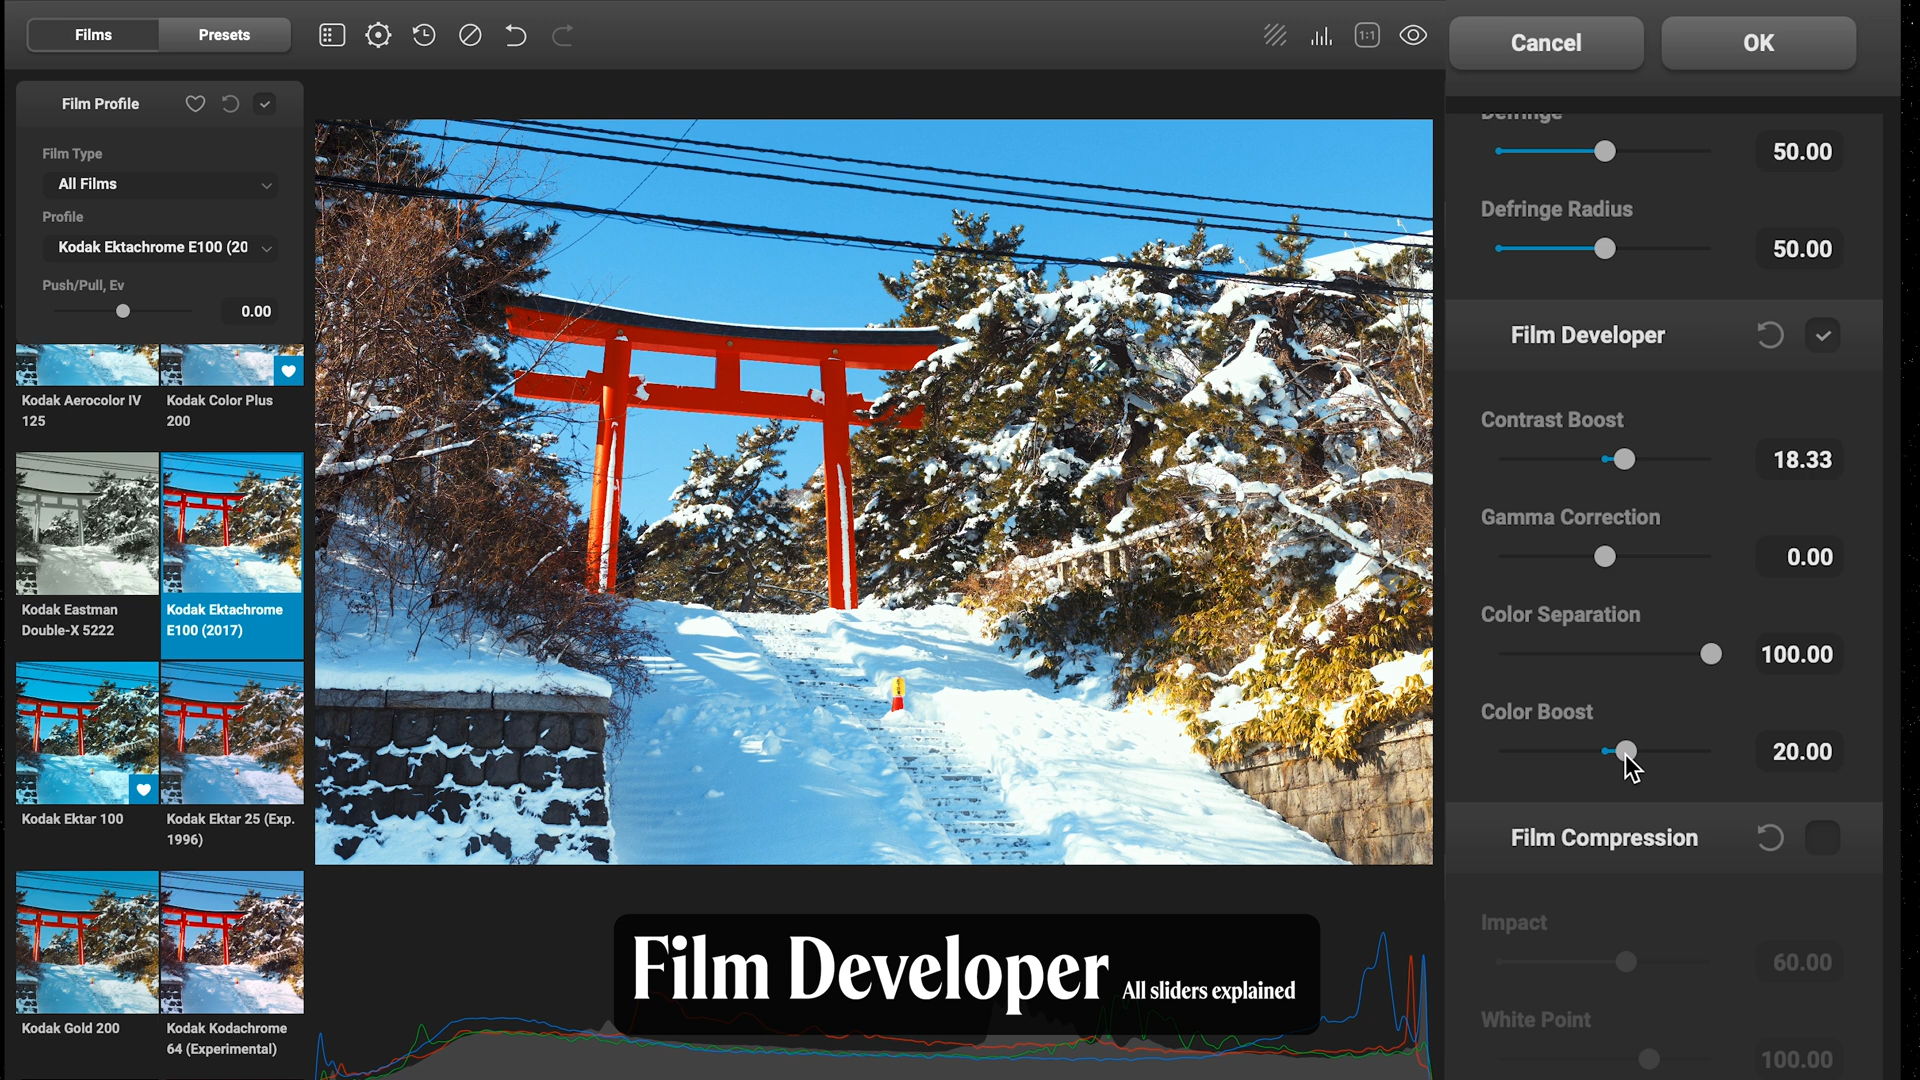 Films
Presets
1:1
Cancel
OK
Film Profile
Film Type
All Films
Profile
Kodak Ektachrome E100 (20
Push/Pull, Ev
0.00
Kodak Aerocolor IV
125
Kodak Color Plus
200
Kodak Eastman
Double-X 5222
Kodak Ektachrome
E100 (2017)
Kodak Ektar 100
Kodak Ektar 25 (Exp.
1996)
Kodak Gold 200
Kodak Kodachrome
64 (Experimental)
Defringe
50.00
Defringe Radius
50.00
Film Developer
Contrast Boost
18.33
Gamma Correction
0.00
Color Separation
100.00
Color Boost
20.00
Film Compression
Impact
60.00
White Point
100.00
Film Developer All sliders explained